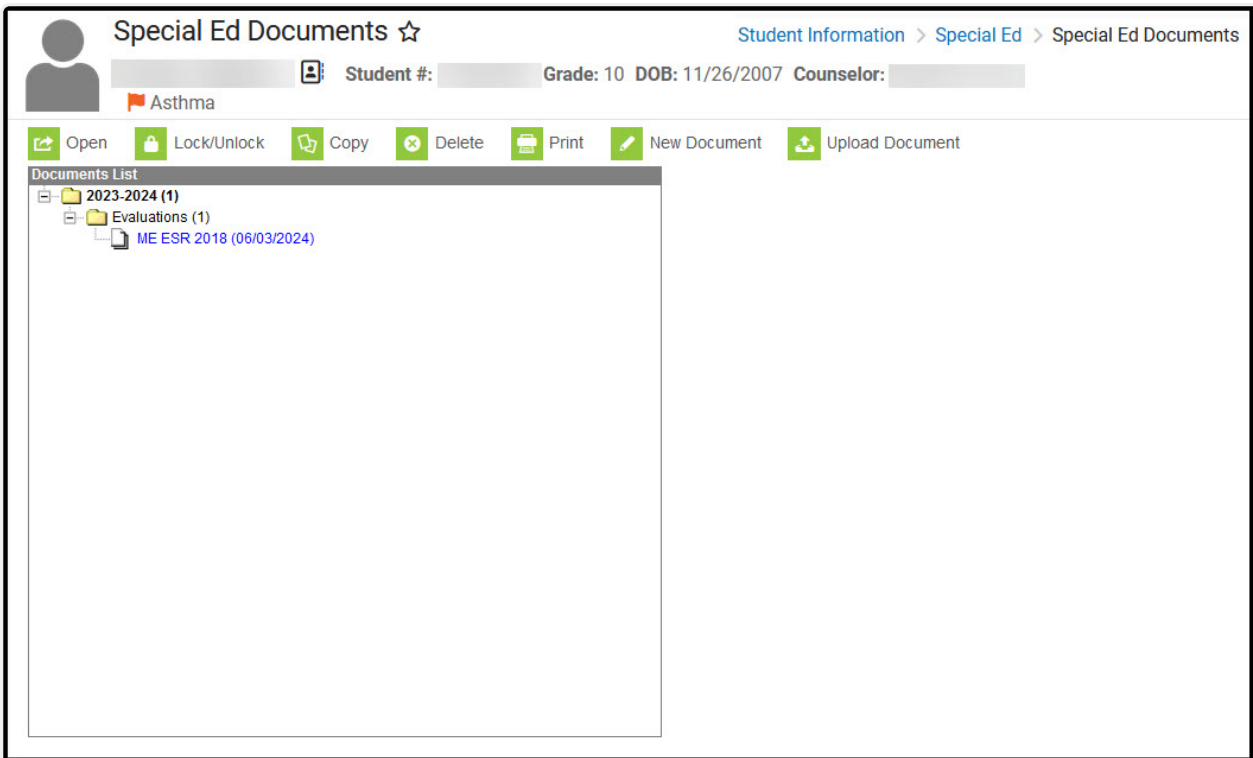 Special Ed Documents
Student Information > Special Ed > Special Ed Documents
Student #: Grade: 10 DOB: 11/26/2007 Counselor:
Asthma
Open Lock/Unlock Copy Delete Print New Document Upload Document
Documents List
2023-2024 (1)
Evaluations (1)
ME ESR 2018 (06/03/2024)